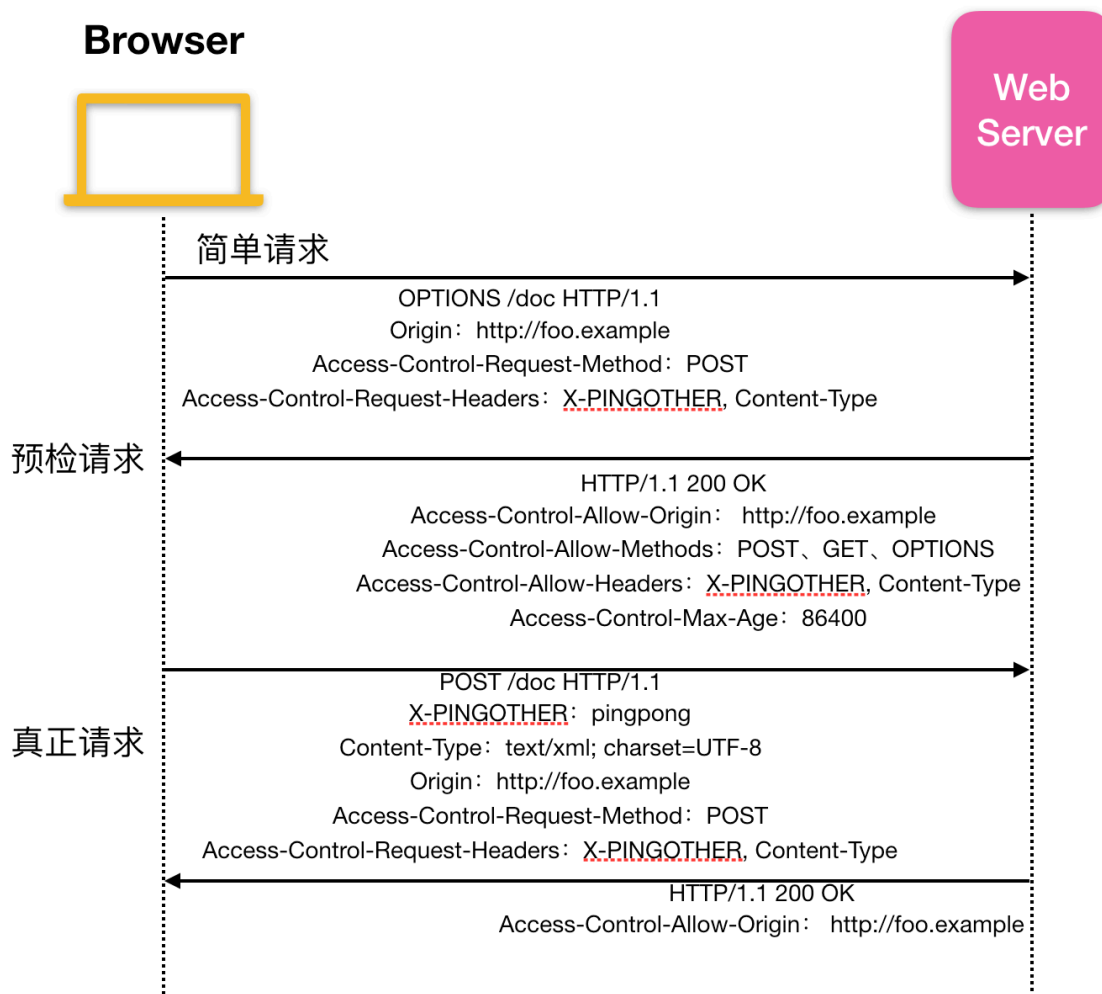 Browser
Web
Server
简单请求
OPTIONS /doc HTTP/1.1
Origin：http://foo.example
Access-Control-Request-Method：POST
Access-Control-Request-Headers：X-PINGOTHER, Content-Type
预检请求
HTTP/1.1 200 OK
Access-Control-Allow-Origin： http://foo.example
Access-Control-Allow-Methods：POST、GET、OPTIONS
Access-Control-Allow-Headers：X-PINGOTHER, Content-Type
Access-Control-Max-Age：86400
POST /doc HTTP/1.1
X-PINGOTHER：pingpong
真正请求
Content-Type：text/xml; charset=UTF-8
Origin：http://foo.example
Access-Control-Request-Method：POST
Access-Control-Request-Headers：X-PINGOTHER, Content-Type
HTTP/1.1 200 OK
Access-Control-Allow-Origin： http://foo.example